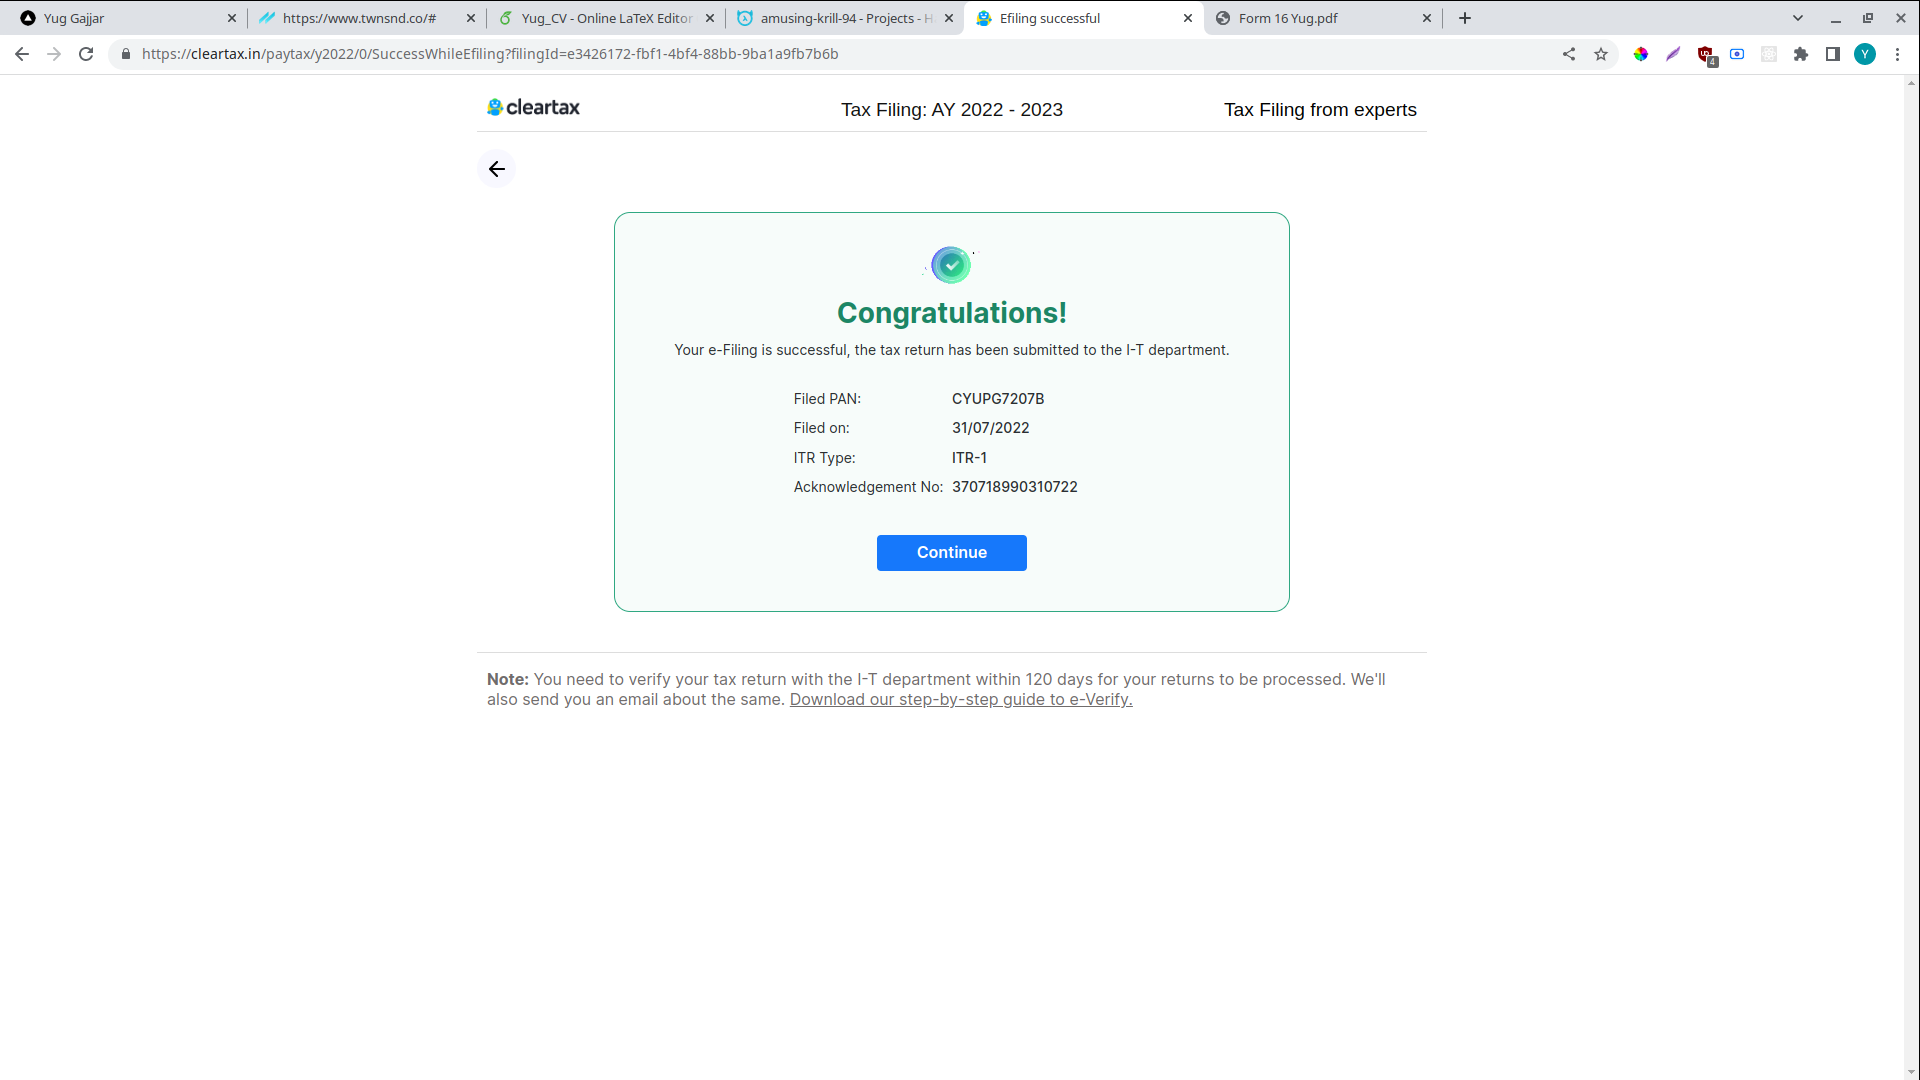 Yug Gajjar
https://www.twnsnd.co/#
Yug_CV - Online LaTeX Editor
amusing-krill-94 - Projects - H
Efiling successful
Form 16 Yug.pdf
https://cleartax.in/paytax/y2022/0/SuccessWhileEfiling?filingId=e3426172-fbf1-4bf4-88bb-9ba1a9fb7b6b
4
Y
cleartax
Tax Filing: AY 2022 - 2023
Tax Filing from experts
Congratulations!
Your e-Filing is successful, the tax return has been submitted to the I-T department.
Filed PAN: CYUPG7207B
Filed on: 31/07/2022
ITR Type: ITR-1
Acknowledgement No: 370718990310722
Continue
Note: You need to verify your tax return with the I-T department within 120 days for your returns to be processed. We'll
also send you an email about the same. Download our step-by-step guide to e-Verify.